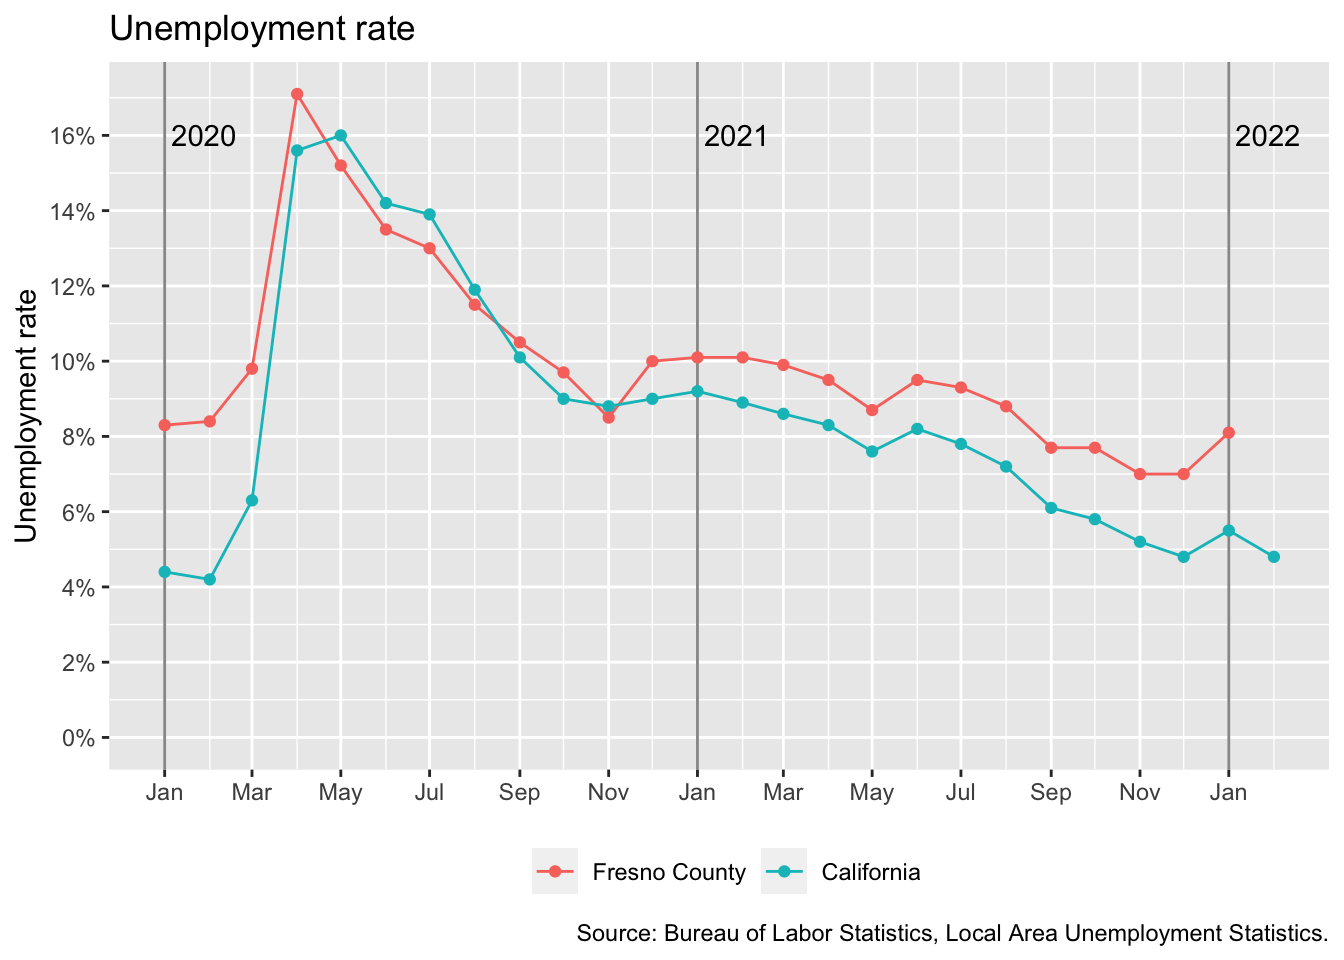 Unemployment rate
2020
2021
2022
Unemployment rate
16%
14%
12%
10%
8%
6%
4%
2%
0%
Jan Mar May Jul Sep Nov Jan Mar May Jul Sep Nov Jan
Fresno County California
Source: Bureau of Labor Statistics, Local Area Unemployment Statistics.